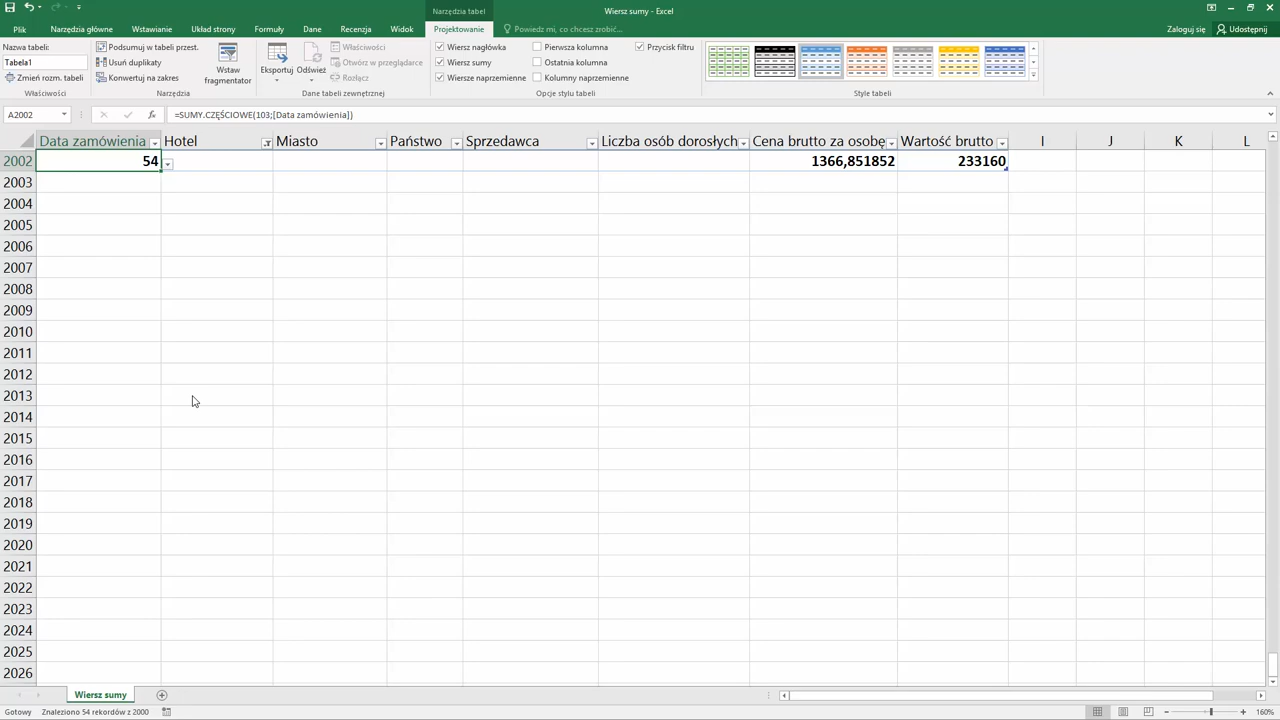 Narzędzia tabel
Wiersz sumy - Excel
Plik Narzędzia główne Wstawianie Układ strony Formuły Dane Recenzja Widok Projektowanie Powiedz mi, co chcesz zrobić... Zaloguj się Udostępnij
Nazwa tabeli:
Zmień rozm. tabeli
Właściwości
Podsumuj w tabeli przest.
Usuń duplikaty
Konwertuj na zakres
Wstaw fragmentator
Narzędzia
Eksportuj Odśwież
Właściwości
Otwórz w przeglądarce
Rozłącz
Dane tabeli zewnętrznej
Wiersz nagłówka Pierwsza kolumna Przycisk filtru
Wiersz sumy Ostatnia kolumna
Wiersze naprzemienne Kolumny naprzemienne
Opcje stylu tabeli
Style tabeli
A2002 fx =SUMY.CZĘŚCIOWE(103;[Data zamówienia])
Data zamówienia Hotel Miasto Państwo Sprzedawca Liczba osób dorosłych Cena brutto za osobę Wartość brutto I J K L
2002 54 1366,851852 233160
2003
2004
2005
2006
2007
2008
2009
2010
2011
2012
2013
2014
2015
2016
2017
2018
2019
2020
2021
2022
2023
2024
2025
2026
Wiersz sumy
Gotowy Znaleziono 54 rekordów z 2000 160%